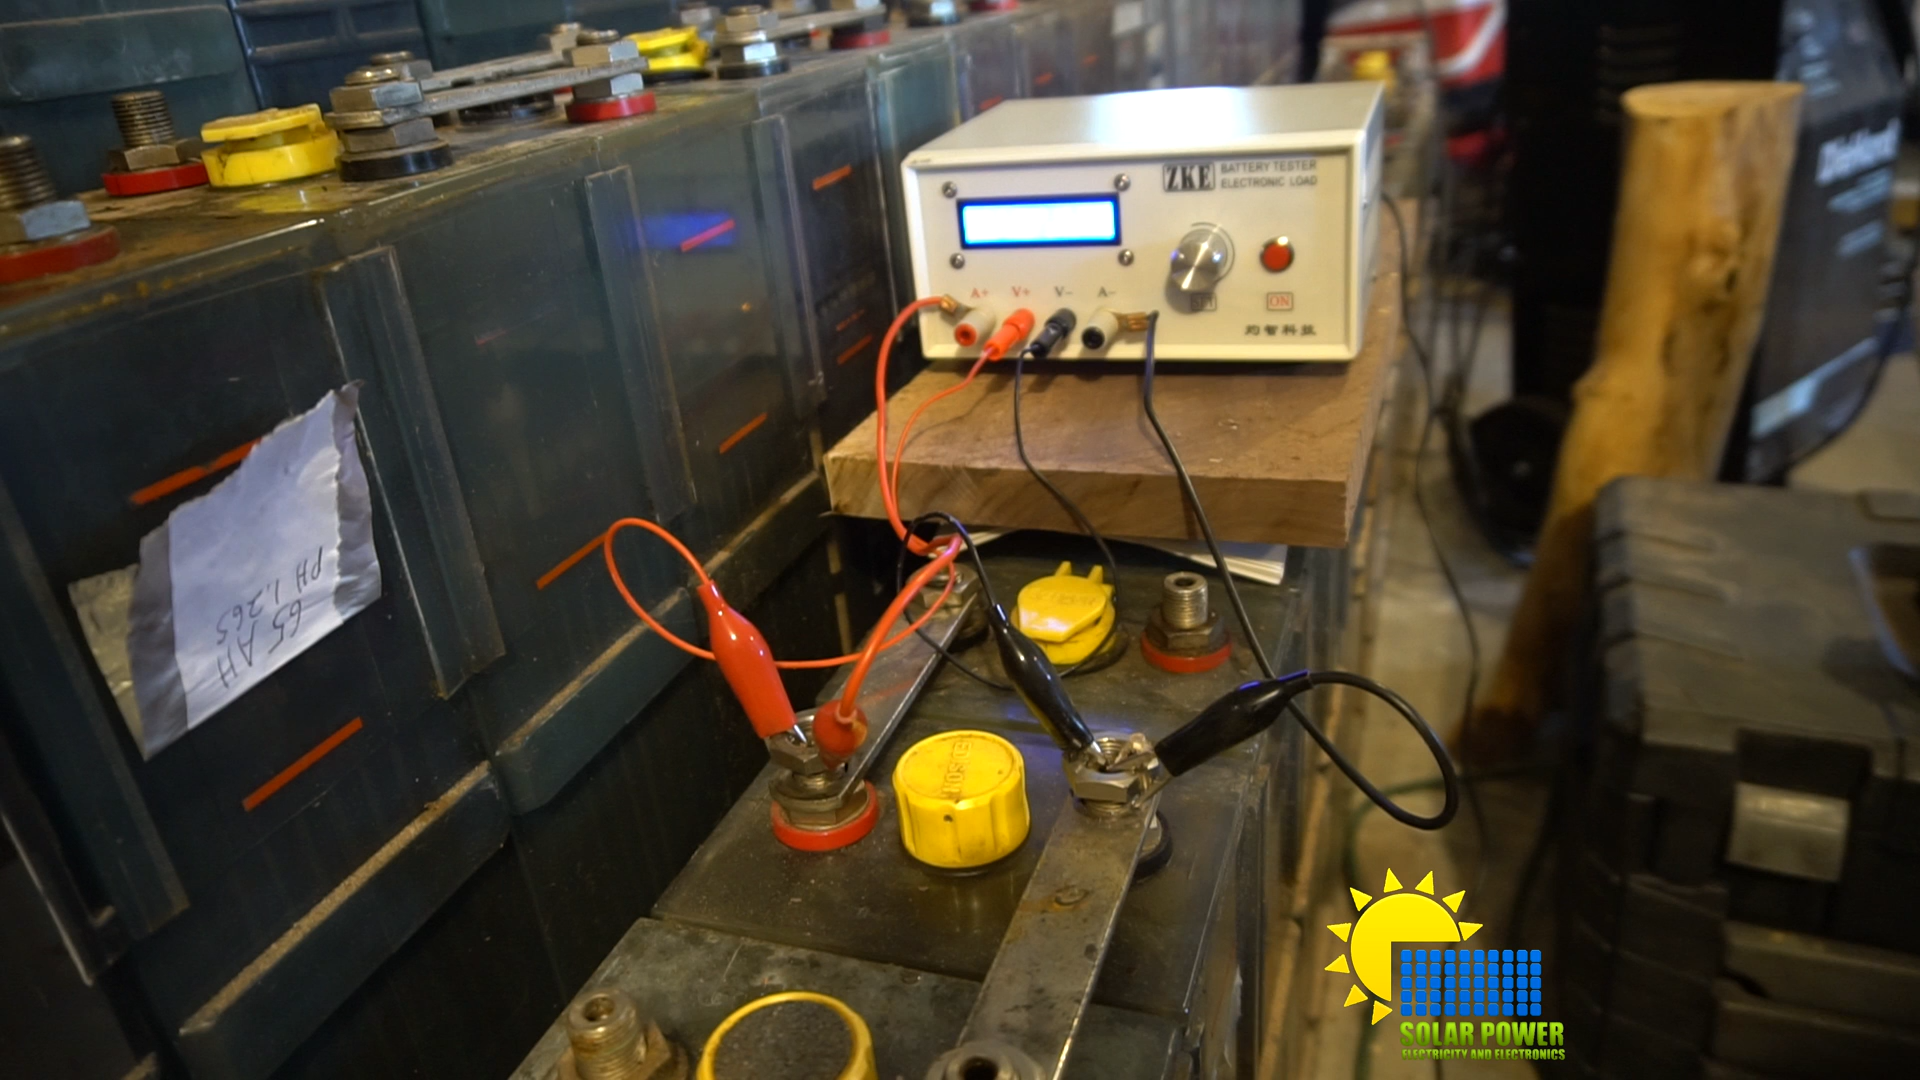 ZKE
BATTERY TESTER
ELECTRONIC LOAD
A+ V+ V− A−
SET
ON
均智科技
65 AH
PH 1.265
SOLAR POWER
ELECTRICITY AND ELECTRONICS